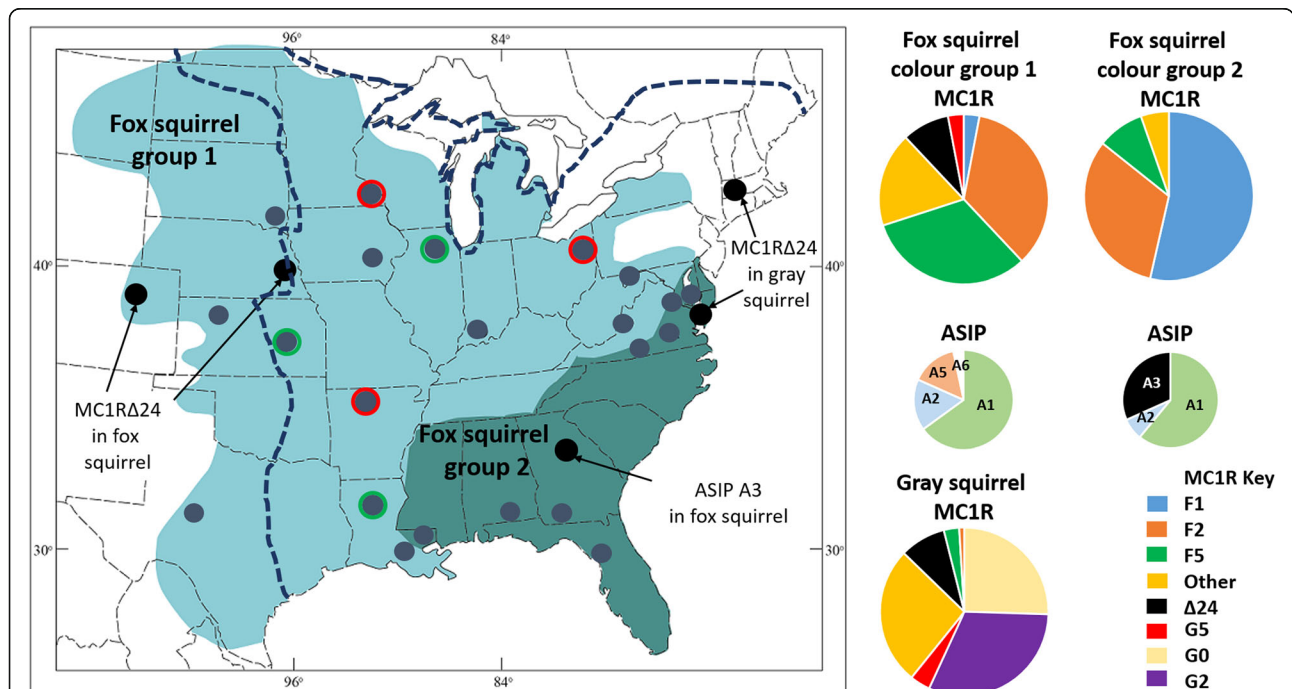 96°
84°
Fox squirrel
group 1
40°
40°
MC1RΔ24
in gray
squirrel
MC1RΔ24
in fox
squirrel
Fox squirrel
group 2
ASIP A3
in fox squirrel
30°
30°
96°
84°
Fox squirrel
colour group 1
MC1R
Fox squirrel
colour group 2
MC1R
ASIP
A5
A6
A2
A1
ASIP
A3
A2
A1
Gray squirrel
MC1R
MC1R Key
F1
F2
F5
Other
Δ24
G5
G0
G2